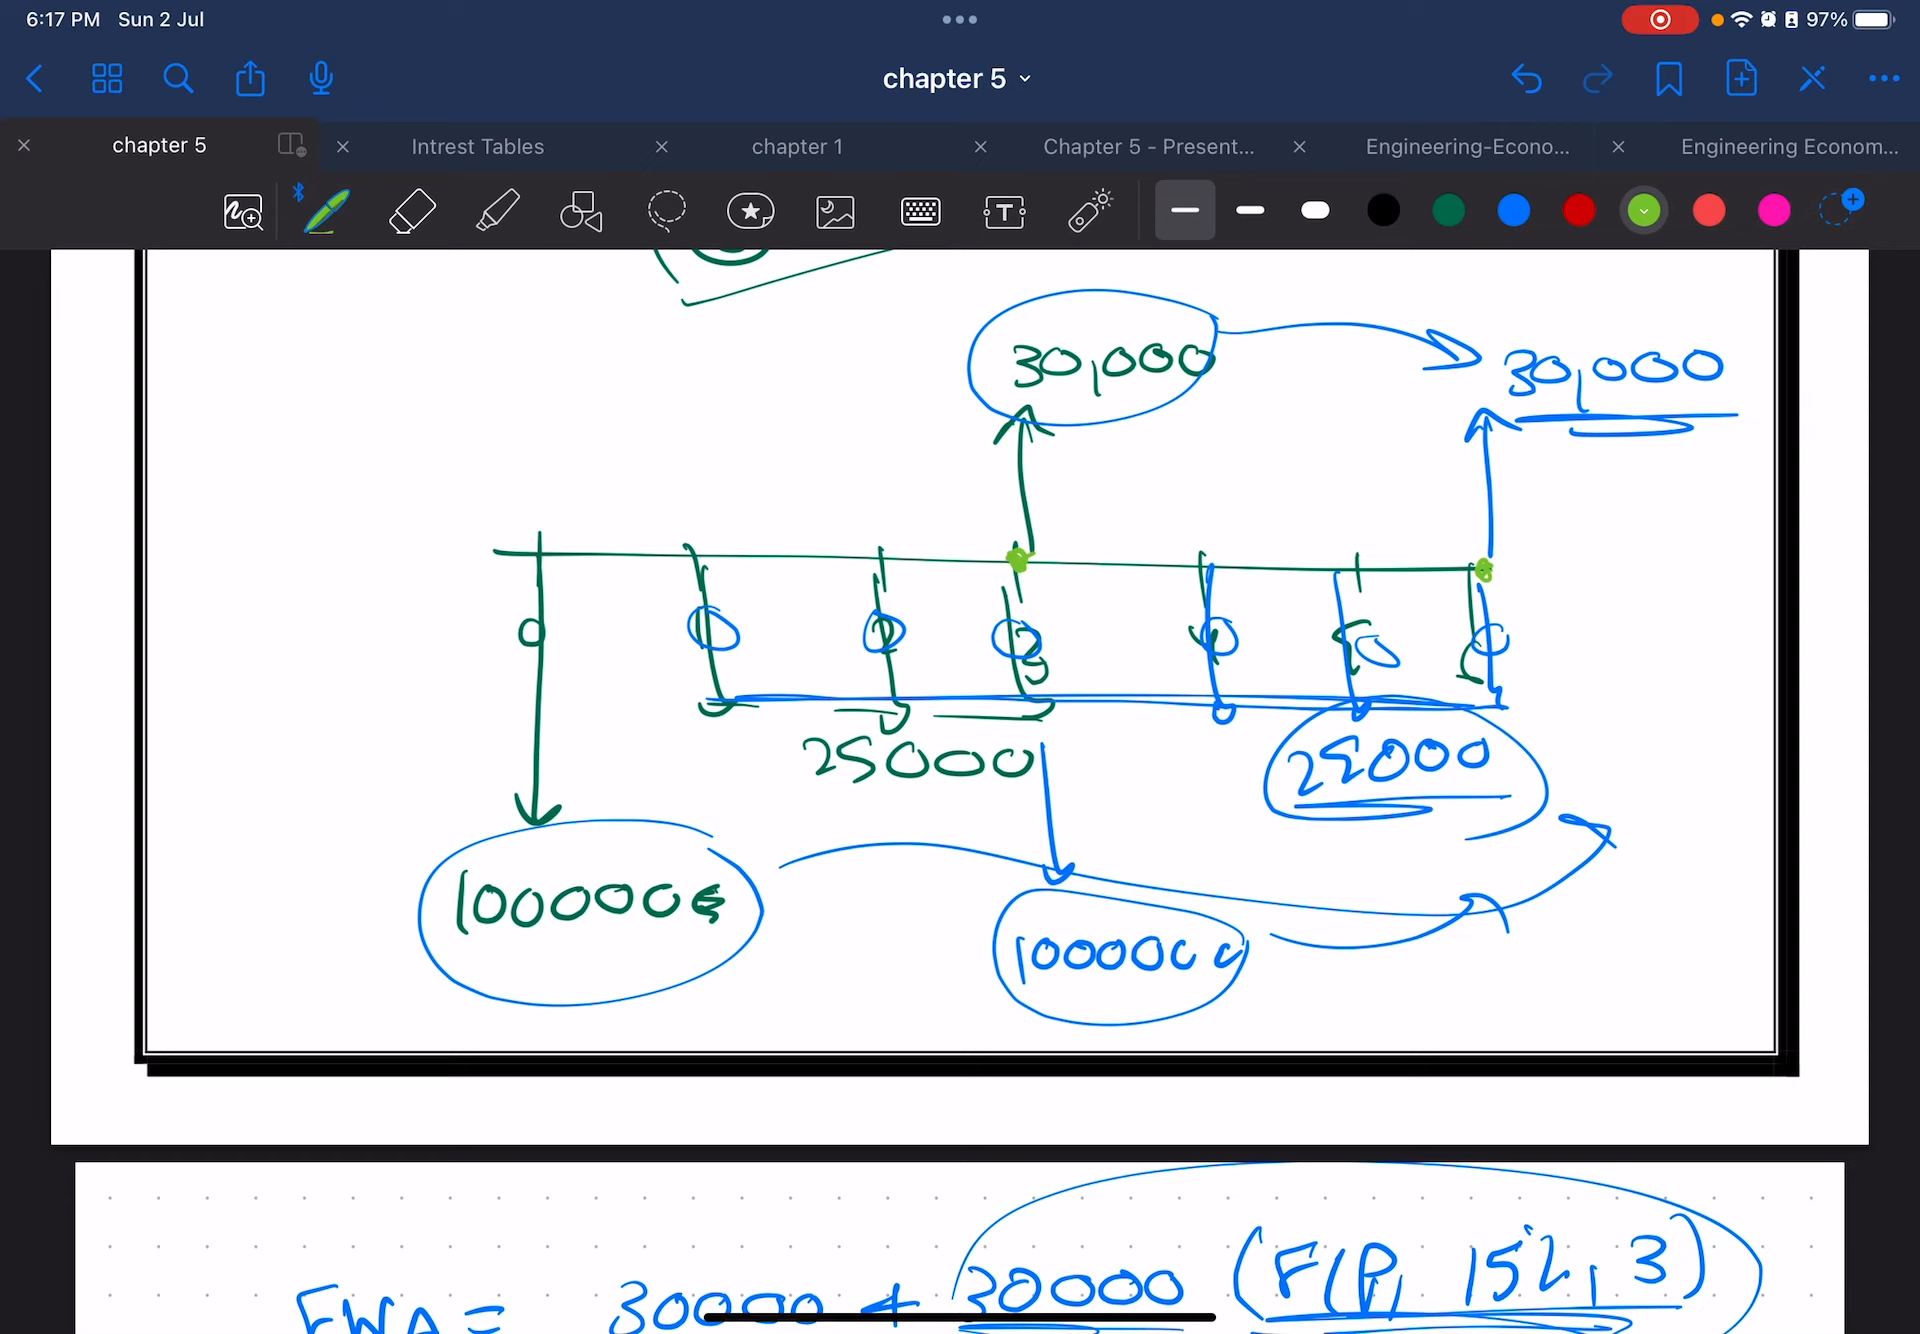 6:17 PM Sun 2 Jul
97%
chapter 5
chapter 5
Intrest Tables
chapter 1
Chapter 5 - Present...
Engineering-Econo...
Engineering Econom...
30,000
30,000
0
2
3
4
5
25000
25000
100000
100000
FWA = 30000 + 30000 (F/P, 15%, 3)